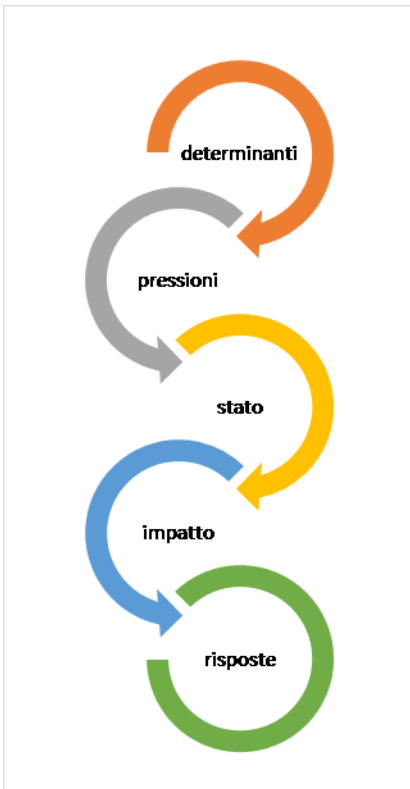 determinanti
pressioni
stato
impatto
risposte